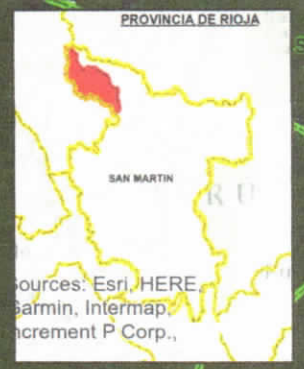 PROVINCIA DE RIOJA
SAN MARTIN
R U
Sources: Esri, HERE,
Garmin, Intermap,
ncrement P Corp.,